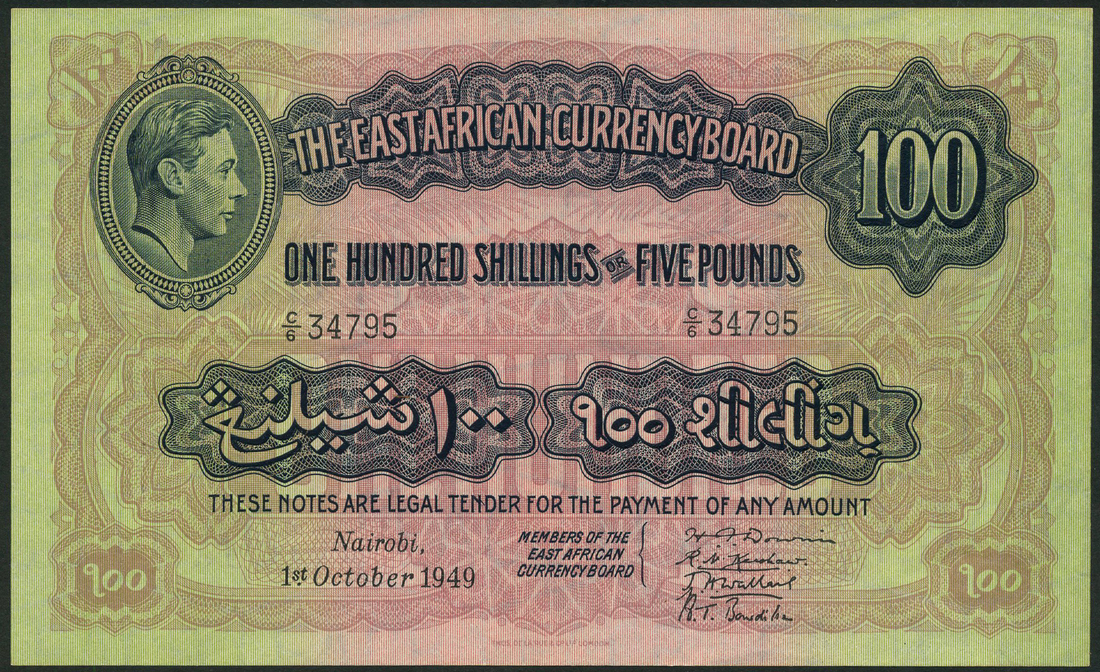 THE EAST AFRICAN CURRENCY BOARD
100
ONE HUNDRED SHILLINGS OR FIVE POUNDS
C/6 34795
C/6 34795
١٠٠ شيلنغة
૧૦૦ શીલીંગ
THESE NOTES ARE LEGAL TENDER FOR THE PAYMENT OF ANY AMOUNT
Nairobi,
1st October 1949
MEMBERS OF THE
EAST AFRICAN
CURRENCY BOARD
૧૦૦
૧૦૦